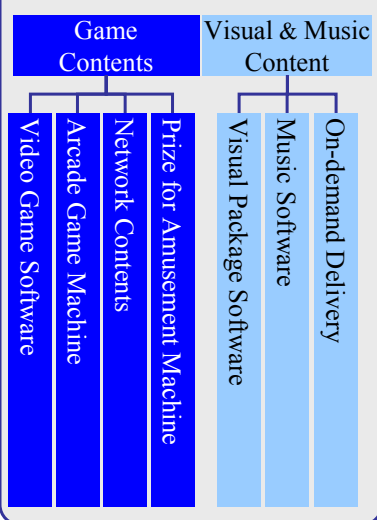 Game
Contents
Visual & Music
Content
Video Game Software
Arcade Game Machine
Network Contents
Prize for Amusement Machine
Visual Package Software
Music Software
On-demand Delivery